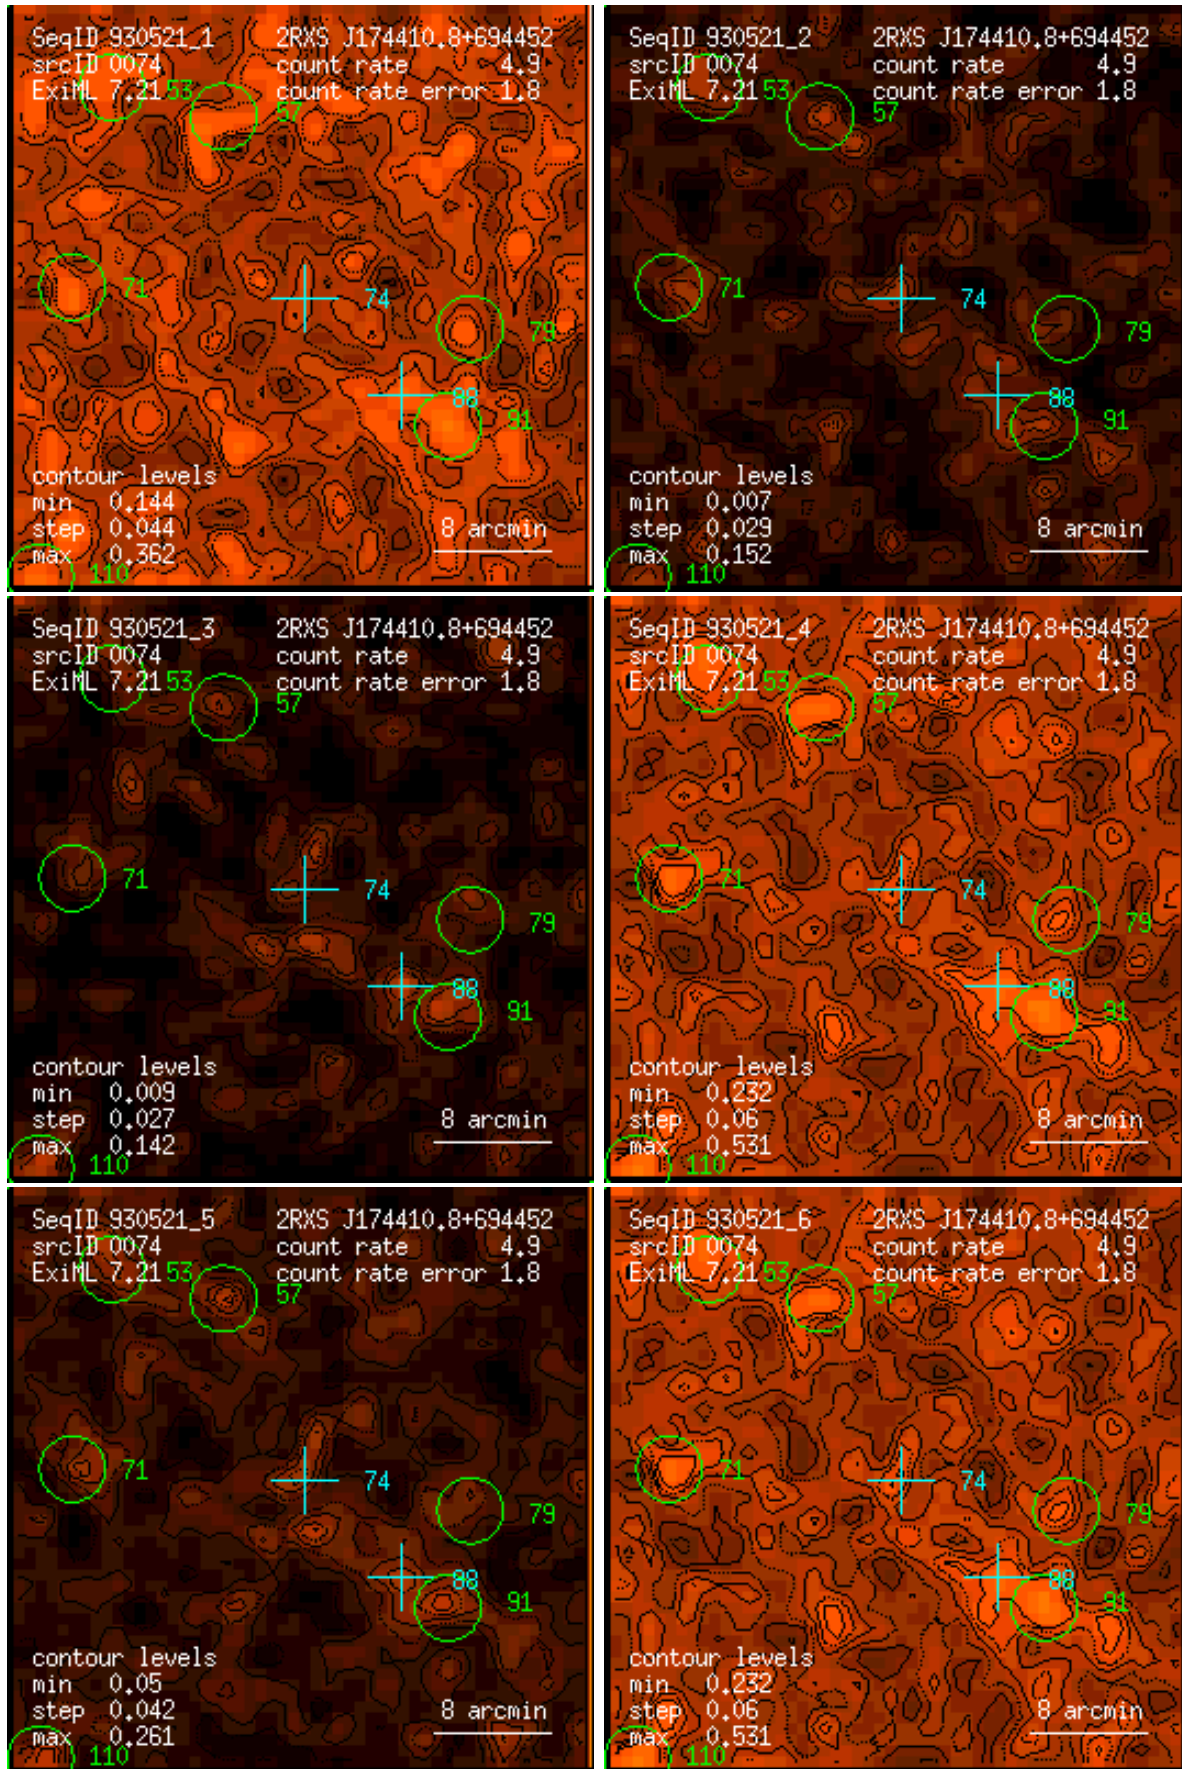 SeqID 930521_1 2RXS J174410.8+694452
srcID 0074 count rate 4.9
ExiML 7.21 53 count rate error 1.8
57
71
74
79
88
91
contour levels
min 0.144
step 0.044 8 arcmin
max 0.362
110
SeqID 930521_2 2RXS J174410.8+694452
srcID 0074 count rate 4.9
ExiML 7.21 53 count rate error 1.8
57
71
74
79
88
91
contour levels
min 0.007
step 0.029 8 arcmin
max 0.152
110
SeqID 930521_3 2RXS J174410.8+694452
srcID 0074 count rate 4.9
ExiML 7.21 53 count rate error 1.8
57
71
74
79
88
91
contour levels
min 0.009
step 0.027 8 arcmin
max 0.142
110
SeqID 930521_4 2RXS J174410.8+694452
srcID 0074 count rate 4.9
ExiML 7.21 53 count rate error 1.8
57
71
74
79
88
91
contour levels
min 0.232
step 0.06 8 arcmin
max 0.531
110
SeqID 930521_5 2RXS J174410.8+694452
srcID 0074 count rate 4.9
ExiML 7.21 53 count rate error 1.8
57
71
74
79
88
91
contour levels
min 0.05
step 0.042 8 arcmin
max 0.261
110
SeqID 930521_6 2RXS J174410.8+694452
srcID 0074 count rate 4.9
ExiML 7.21 53 count rate error 1.8
57
71
74
79
88
91
contour levels
min 0.232
step 0.06 8 arcmin
max 0.531
110